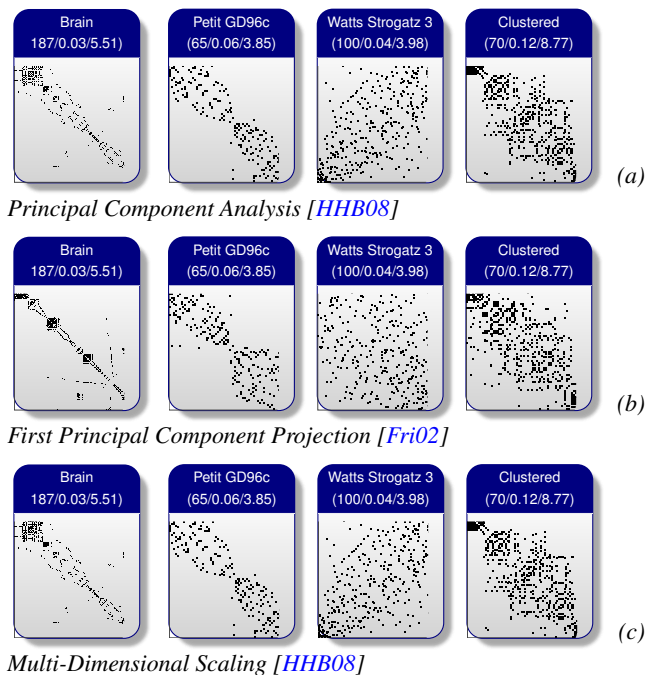 Brain Petit GD96c Watts Strogatz 3 Clustered
187/0.03/5.51) (65/0.06/3.85) (100/0.04/3.98) (70/0.12/8.77)
(a)
Principal Component Analysis [HHB08]
Brain Petit GD96c Watts Strogatz 3 Clustered
187/0.03/5.51) (65/0.06/3.85) (100/0.04/3.98) (70/0.12/8.77)
(b)
First Principal Component Projection [Fri02]
Brain Petit GD96c Watts Strogatz 3 Clustered
187/0.03/5.51) (65/0.06/3.85) (100/0.04/3.98) (70/0.12/8.77)
(c)
Multi-Dimensional Scaling [HHB08]